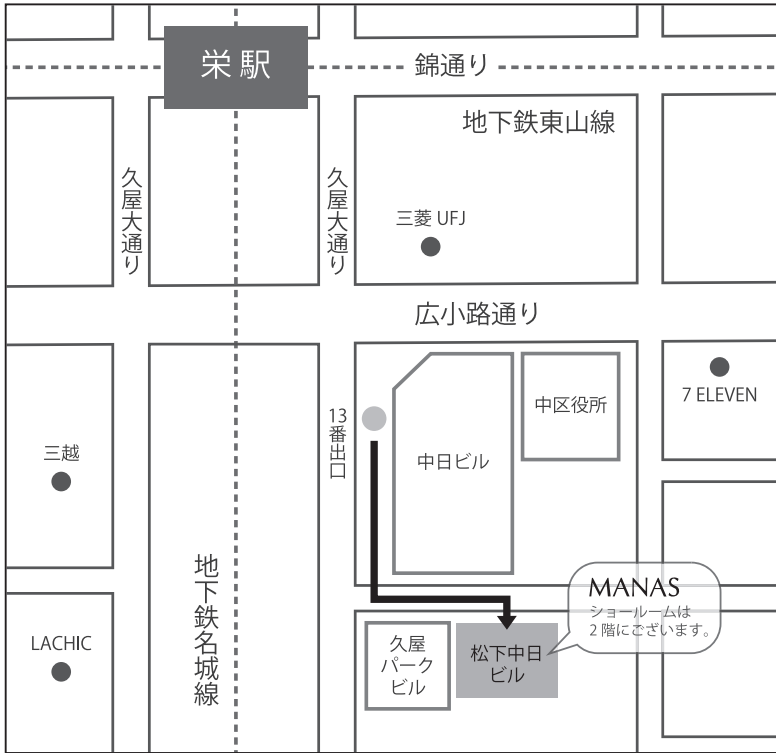 栄駅
錦通り
地下鉄東山線
久屋大通り
久屋大通り
三菱 UFJ
広小路通り
13
番出口
中日ビル
中区役所
7 ELEVEN
三越
地下鉄名城線
MANAS
ショールームは
2 階にございます。
LACHIC
久屋
パーク
ビル
松下中日
ビル